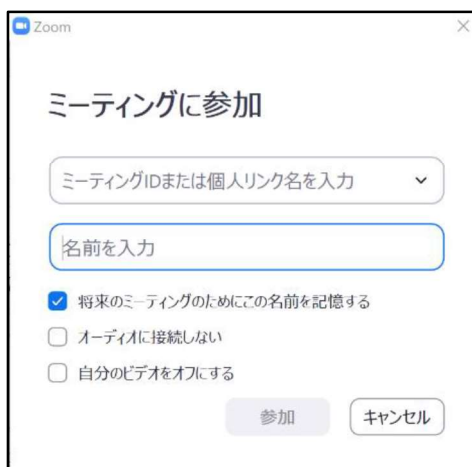 Zoom
ミーティングに参加
ミーティングIDまたは個人リンク名を入力
名前を入力
将来のミーティングのためにこの名前を記憶する
オーディオに接続しない
自分のビデオをオフにする
参加 キャンセル